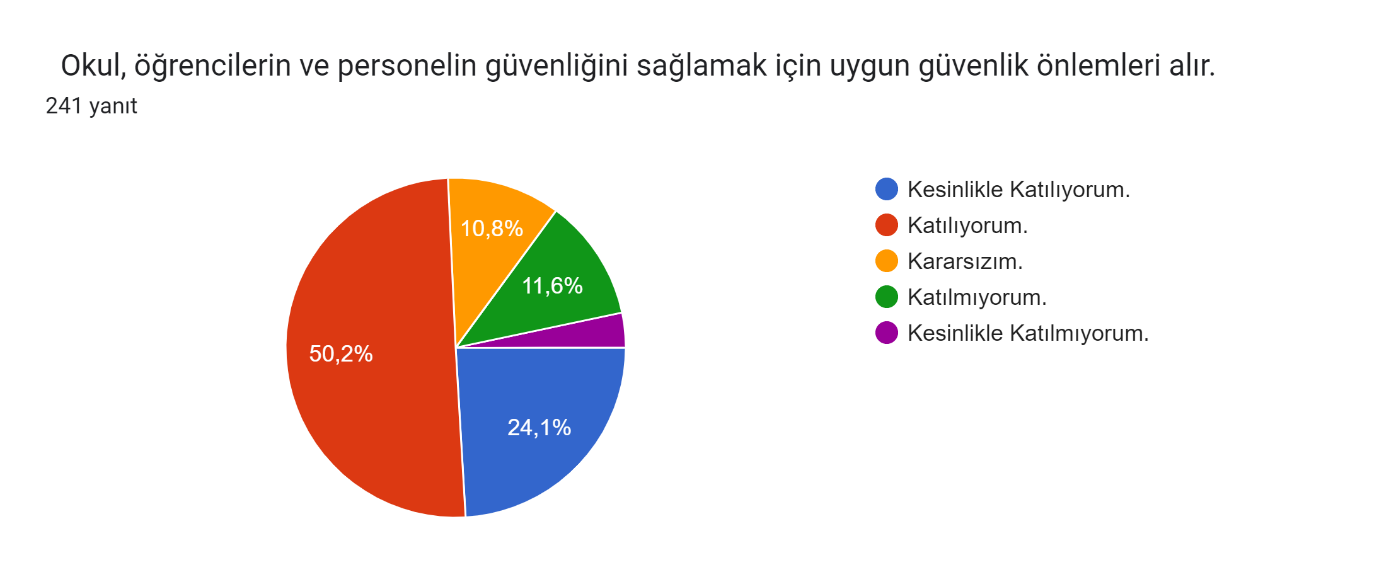 Okul, öğrencilerin ve personelin güvenliğini sağlamak için uygun güvenlik önlemleri alır.
241 yanıt
Kesinlikle Katılıyorum.
Katılıyorum.
Kararsızım.
Katılmıyorum.
Kesinlikle Katılmıyorum.
10,8%
11,6%
50,2%
24,1%